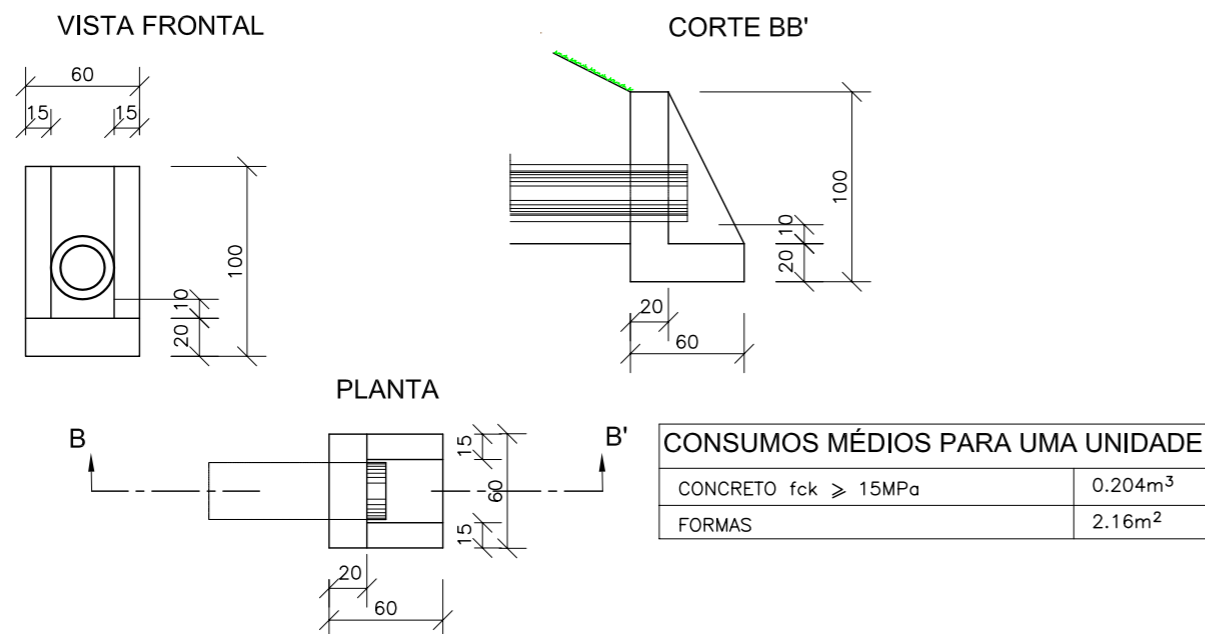 VISTA FRONTAL
60
15
15
100
10
20
CORTE BB'
100
10
20
20
60
PLANTA
B
B'
15
60
15
20
60
CONSUMOS MÉDIOS PARA UMA UNIDADE
CONCRETO fck ⩾ 15MPa 0.204m³
FORMAS 2.16m²